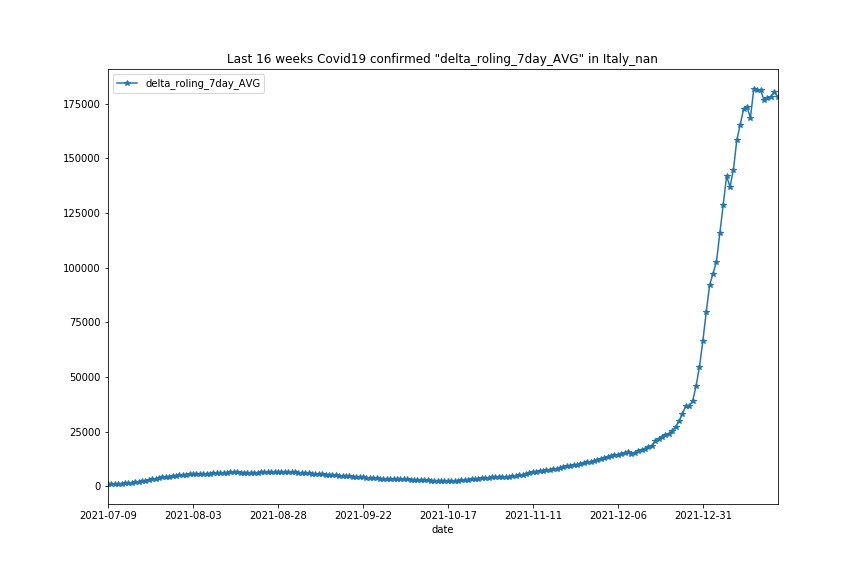 Last 16 weeks Covid19 confirmed "delta_roling_7day_AVG" in Italy_nan
delta_roling_7day_AVG
175000
150000
125000
100000
75000
50000
25000
0
2021-07-09 2021-08-03 2021-08-28 2021-09-22 2021-10-17 2021-11-11 2021-12-06 2021-12-31
date